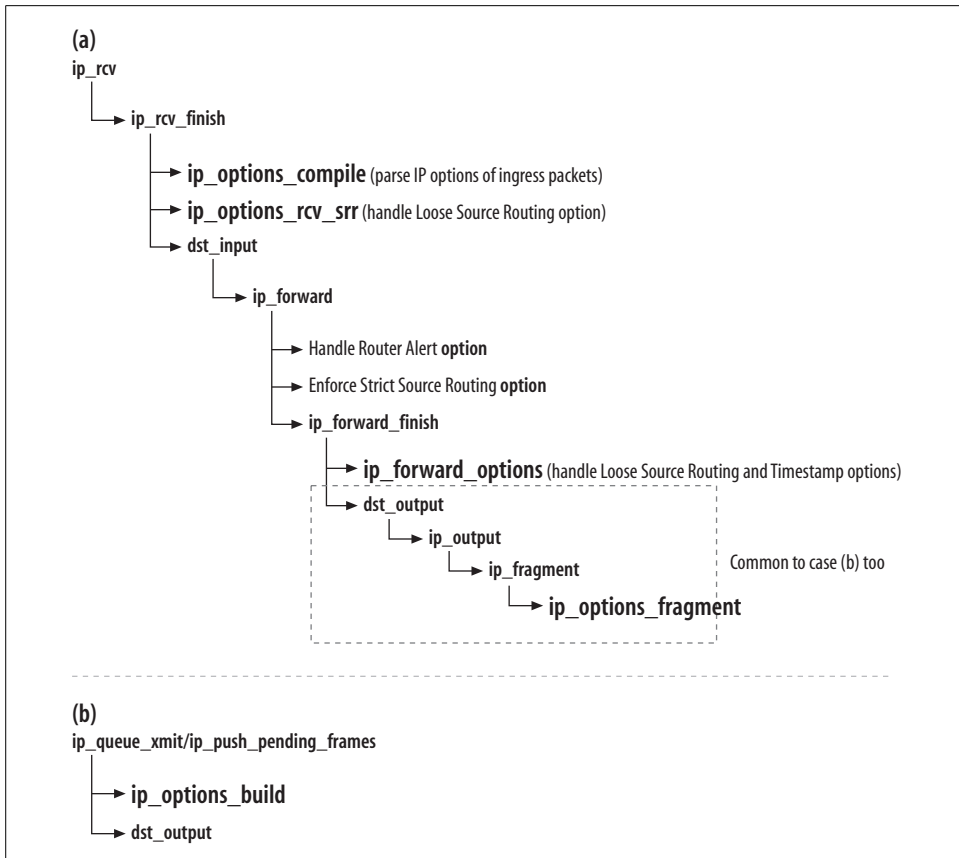 (a)
ip_rcv
ip_rcv_finish
ip_options_compile (parse IP options of ingress packets)
ip_options_rcv_srr (handle Loose Source Routing option)
dst_input
ip_forward
Handle Router Alert option
Enforce Strict Source Routing option
ip_forward_finish
ip_forward_options (handle Loose Source Routing and Timestamp options)
dst_output
ip_output
ip_fragment
Common to case (b) too
ip_options_fragment
(b)
ip_queue_xmit/ip_push_pending_frames
ip_options_build
dst_output